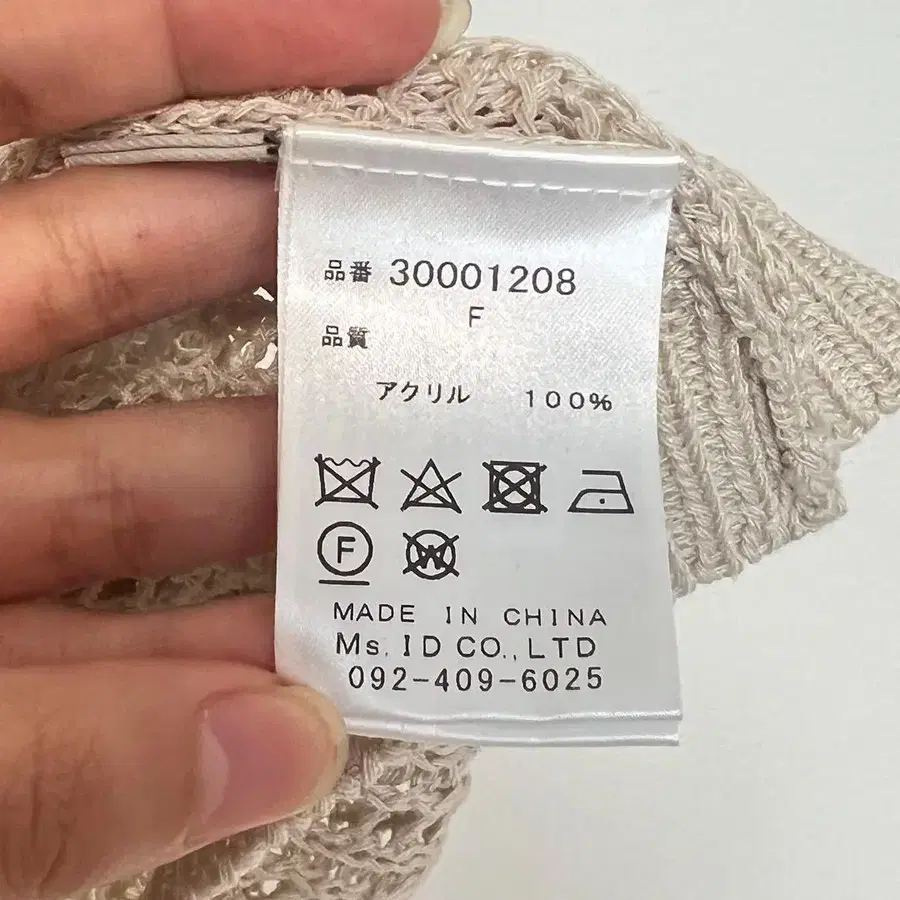 品番 30001208
F
品質
アクリル 100%
F W
MADE IN CHINA
Ms. ID CO., LTD
092-409-6025